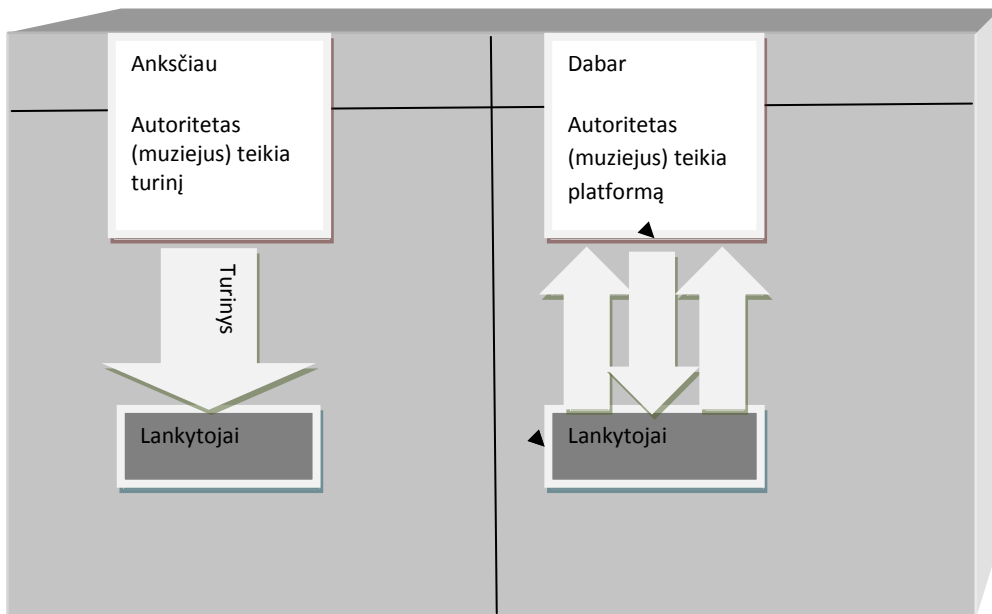 Anksčiau
Autoritetas
(muziejus) teikia
turinį
Turinys
Lankytojai
Dabar
Autoritetas
(muziejus) teikia
platformą
Lankytojai